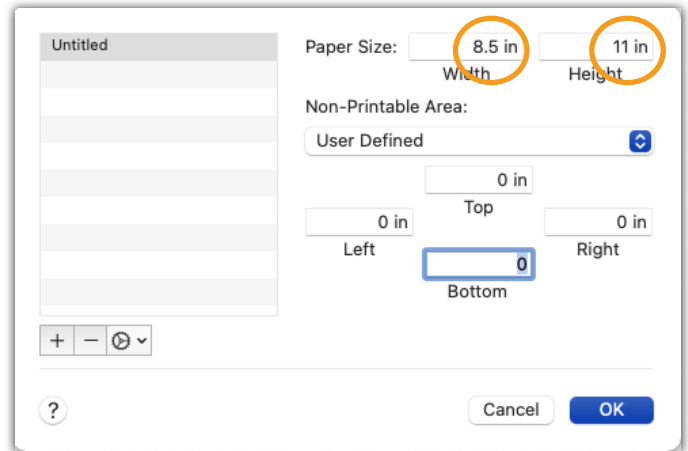 Untitled
Paper Size: 8.5 in 11 in
Width Height
Non-Printable Area:
User Defined
0 in
Top
0 in 0 in
Left Right
0
Bottom
+ −
? Cancel OK